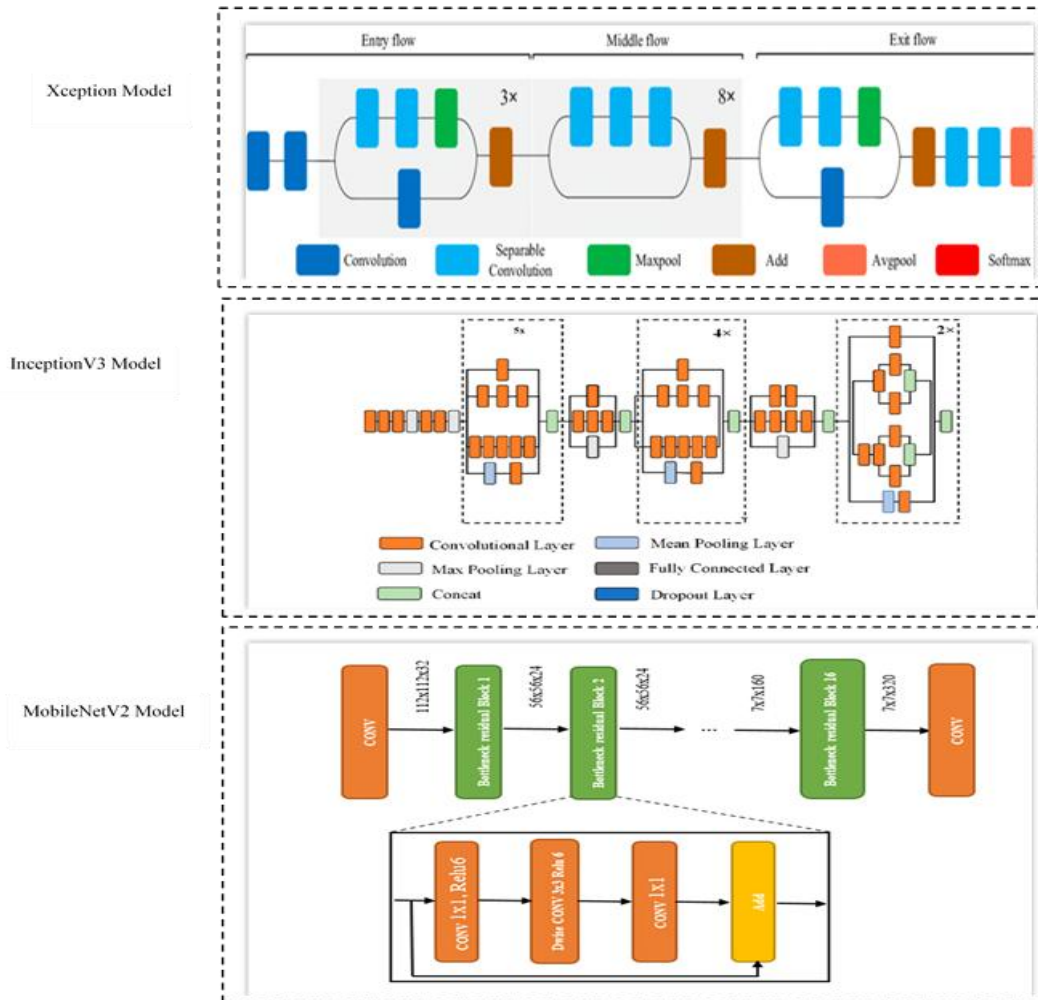 Xception Model
Entry flow
Middle flow
Exit flow
3×
8×
Convolution
Separable
Convolution
Maxpool
Add
Avgpool
Softmax
InceptionV3 Model
5x
4×
2×
Convolutional Layer
Mean Pooling Layer
Max Pooling Layer
Fully Connected Layer
Concat
Dropout Layer
MobileNetV2 Model
CONV
112x112x32
Bottleneck residual Block 1
56x56x24
Bottleneck residual Block 2
56x56x24
...
7x7x160
Bottleneck residual Block 16
7x7x320
CONV
CONV 1x1, Relu6
Dwise CONV 3x3 Relu 6
CONV 1x1
Add